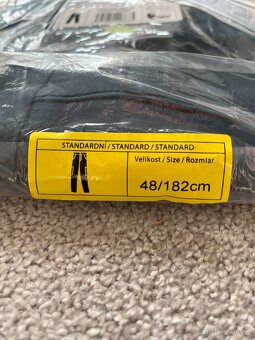 STANDARDNÍ / STANDARD / STANDARD
Velikost / Size / Rozmiar
48/182cm